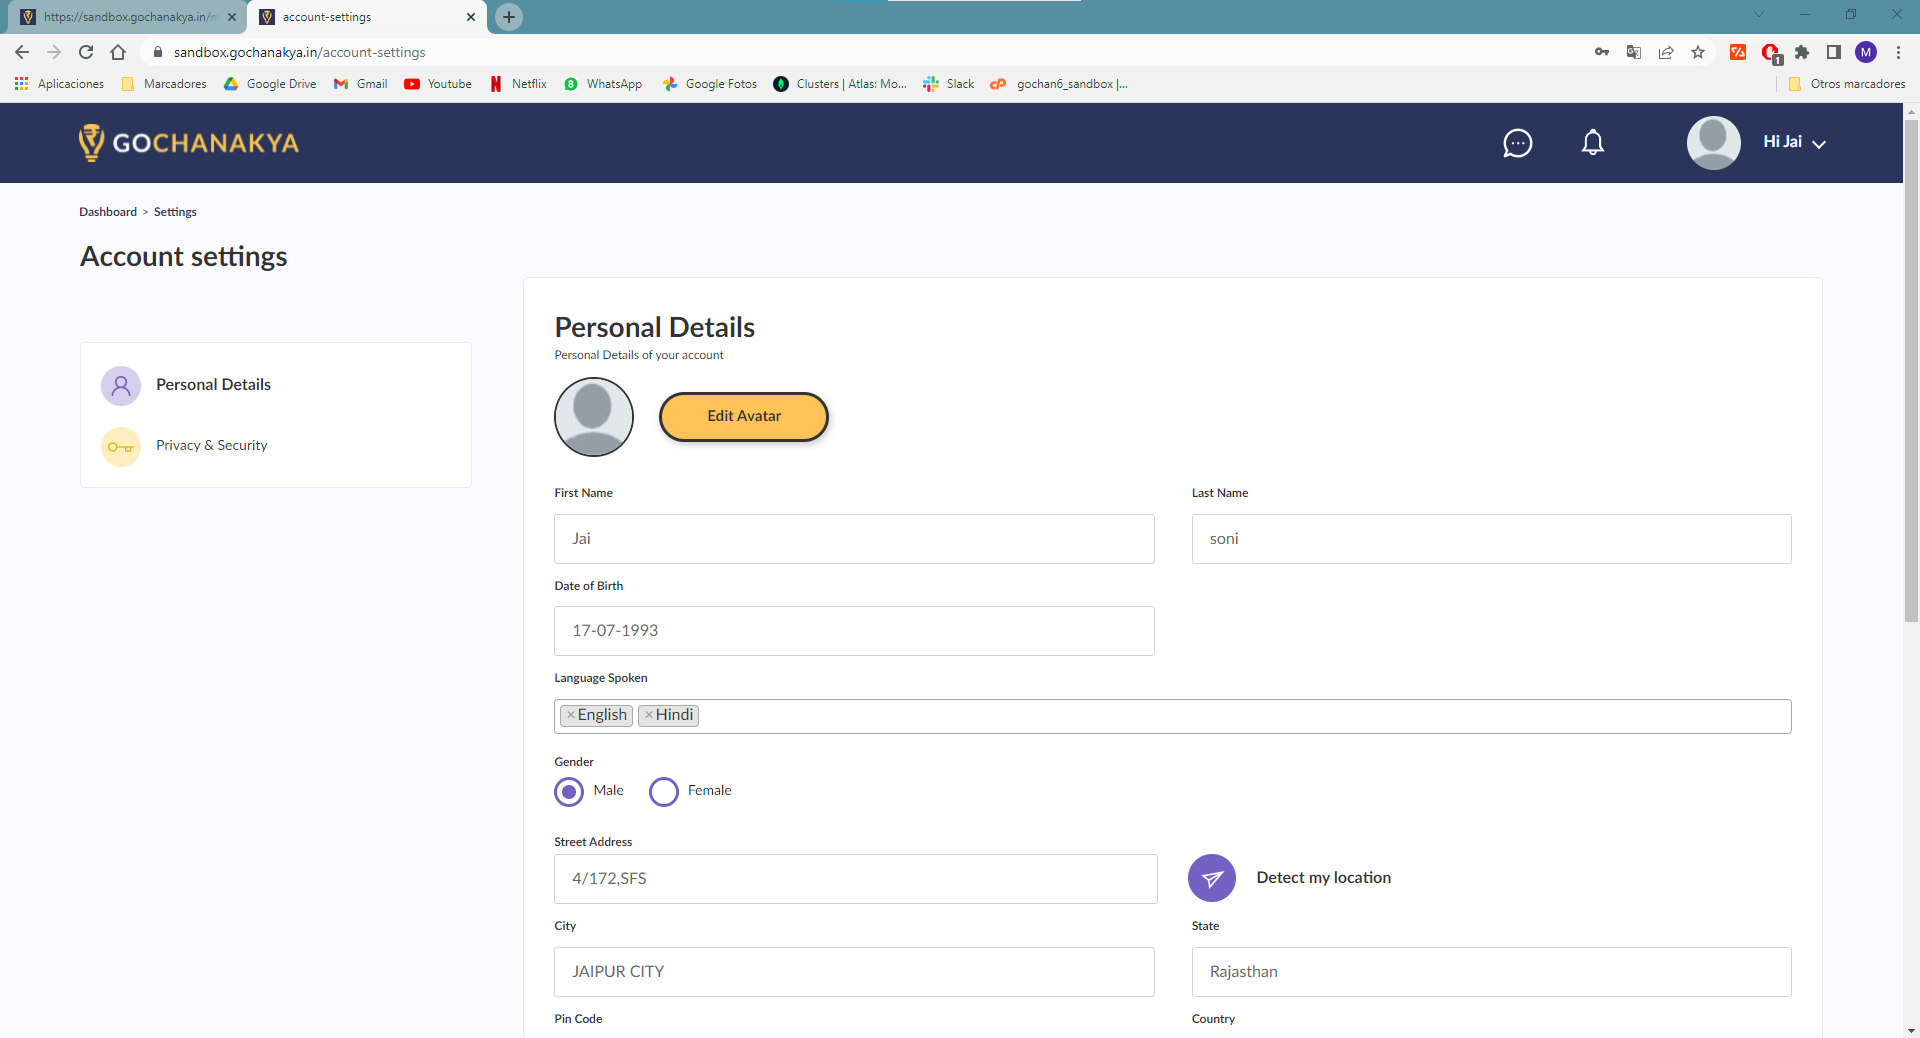 https://sandbox.gochanakya.in/m
account-settings
sandbox.gochanakya.in/account-settings
1
M
Aplicaciones
Marcadores
Google Drive
Gmail
Youtube
Netflix
8
WhatsApp
Google Fotos
Clusters | Atlas: Mo...
Slack
gochan6_sandbox |...
Otros marcadores
GOCHANAKYA
Hi Jai
Dashboard > Settings
Account settings
Personal Details
Privacy & Security
Personal Details
Personal Details of your account
Edit Avatar
First Name
Last Name
Jai
soni
Date of Birth
17-07-1993
Language Spoken
×English ×Hindi
Gender
Male
Female
Street Address
4/172,SFS
Detect my location
City
State
JAIPUR CITY
Rajasthan
Pin Code
Country